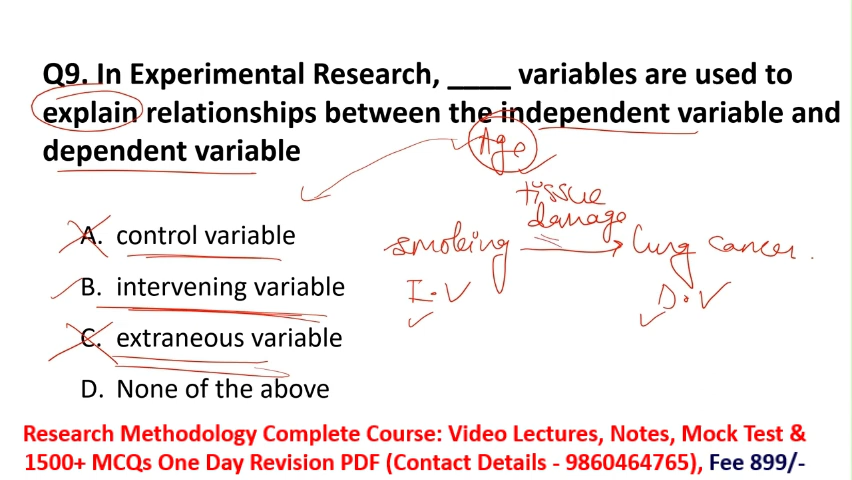 Q9. In Experimental Research, ____ variables are used to
explain relationships between the independent variable and
dependent variable
Age
tissue
damage
smoking
lung cancer.
I.V
D.V
A. control variable
B. intervening variable
C. extraneous variable
D. None of the above
Research Methodology Complete Course: Video Lectures, Notes, Mock Test &
1500+ MCQs One Day Revision PDF (Contact Details - 9860464765), Fee 899/-